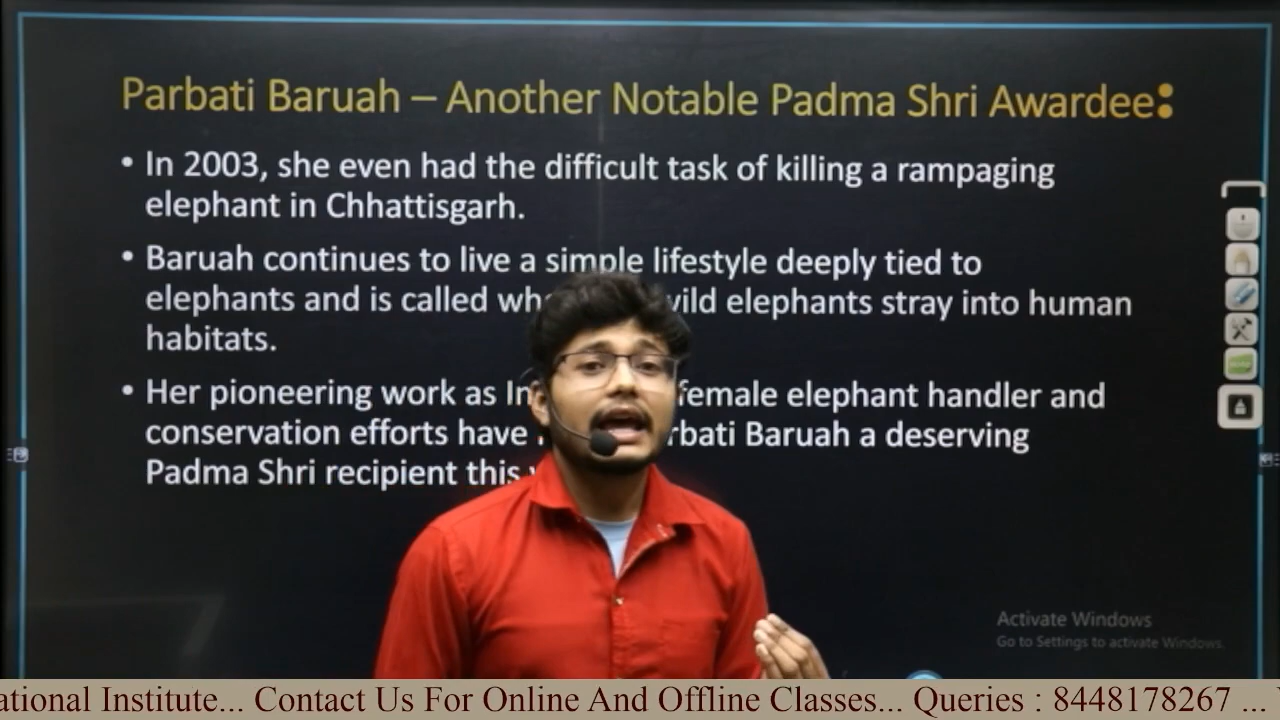 Parbati Baruah – Another Notable Padma Shri Awardee:
• In 2003, she even had the difficult task of killing a rampaging
elephant in Chhattisgarh.
• Baruah continues to live a simple lifestyle deeply tied to
elephants and is called wild elephants stray into human
habitats.
• Her pioneering work as female elephant handler and
conservation efforts have Baruah a deserving
Padma Shri recipient this
Activate Windows
Go to Settings to activate Windows.
ational Institute... Contact Us For Online And Offline Classes... Queries : 8448178267 ...